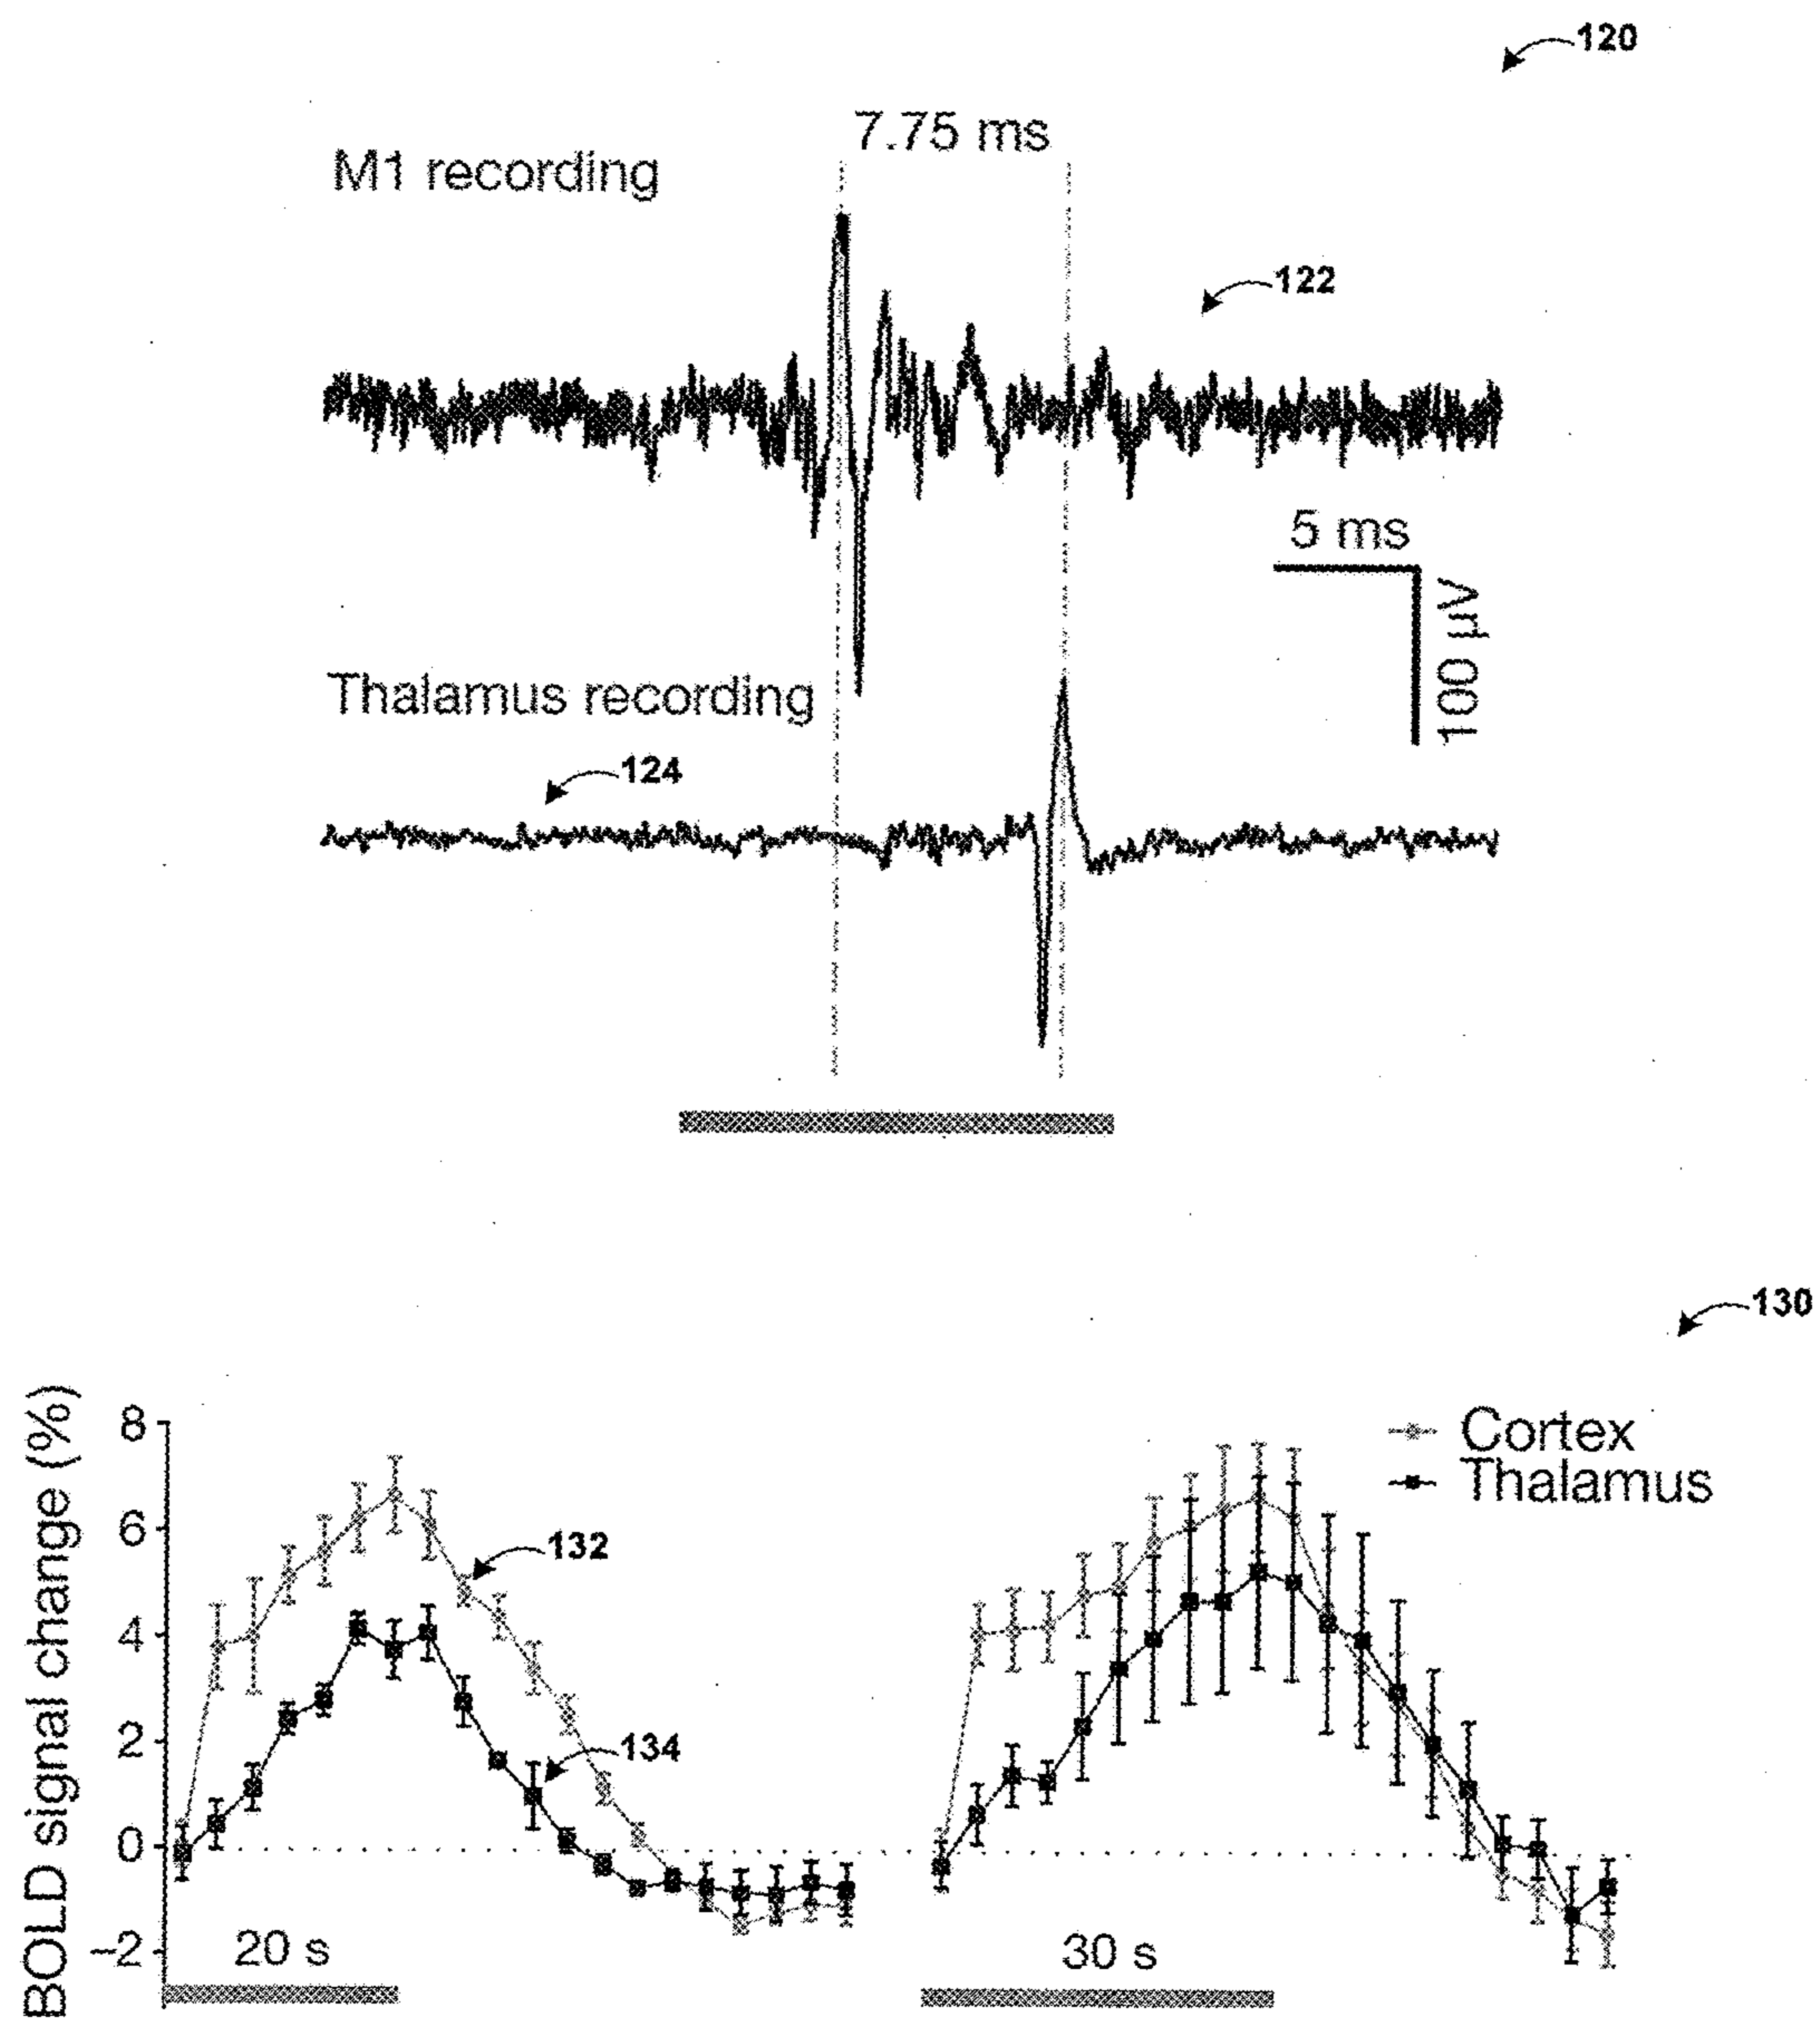 120
7.75 ms
M1 recording
122
5 ms
100 µV
Thalamus recording
124
130
BOLD signal change (%)
8
6
4
2
0
−2
Cortex
Thalamus
132
134
20 s
30 s